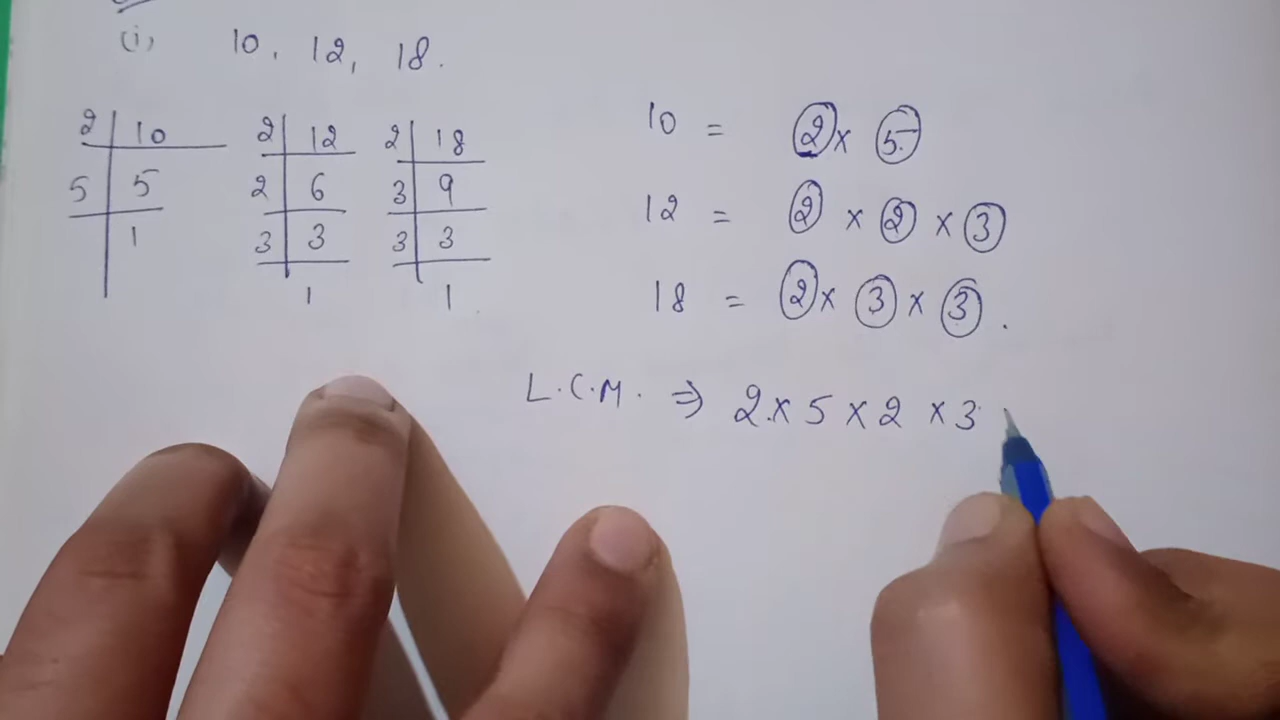 (i) 10, 12, 18.
2 | 10
5 | 5
1
2 | 12
2 | 6
3 | 3
1
2 | 18
3 | 9
3 | 3
1
10 = 2 x 5
12 = 2 x 2 x 3
18 = 2 x 3 x 3.
L.C.M. ⇒ 2 x 5 x 2 x 3